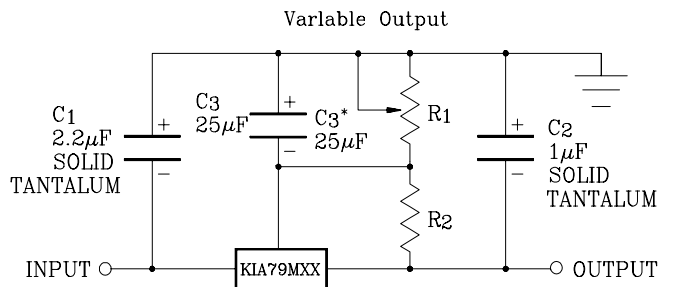 Varlable Output
C1
2.2μF
SOLID
TANTALUM
+
−
C3
25μF
+
−
C3*
25μF
R1
R2
+
−
C2
1μF
SOLID
TANTALUM
INPUT
KIA79MXX
OUTPUT